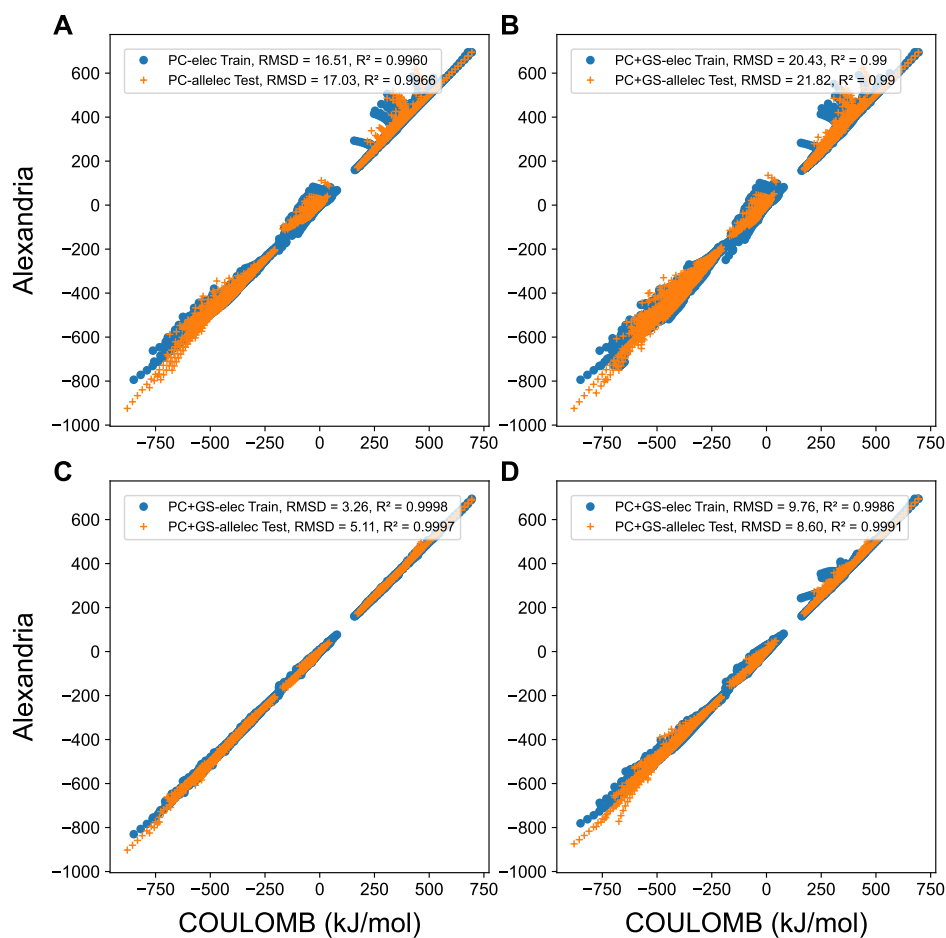 A
PC-elec Train, RMSD = 16.51, R² = 0.9960
PC-allelec Test, RMSD = 17.03, R² = 0.9966
600
400
200
0
−200
−400
−600
−800
−1000
Alexandria
−750 −500 −250 0 250 500 750
B
PC+GS-elec Train, RMSD = 20.43, R² = 0.99
PC+GS-allelec Test, RMSD = 21.82, R² = 0.99
600
400
200
0
−200
−400
−600
−800
−1000
−750 −500 −250 0 250 500 750
C
PC+GS-elec Train, RMSD = 3.26, R² = 0.9998
PC+GS-allelec Test, RMSD = 5.11, R² = 0.9997
600
400
200
0
−200
−400
−600
−800
−1000
Alexandria
−750 −500 −250 0 250 500 750
COULOMB (kJ/mol)
D
PC+GS-elec Train, RMSD = 9.76, R² = 0.9986
PC+GS-allelec Test, RMSD = 8.60, R² = 0.9991
600
400
200
0
−200
−400
−600
−800
−1000
−750 −500 −250 0 250 500 750
COULOMB (kJ/mol)